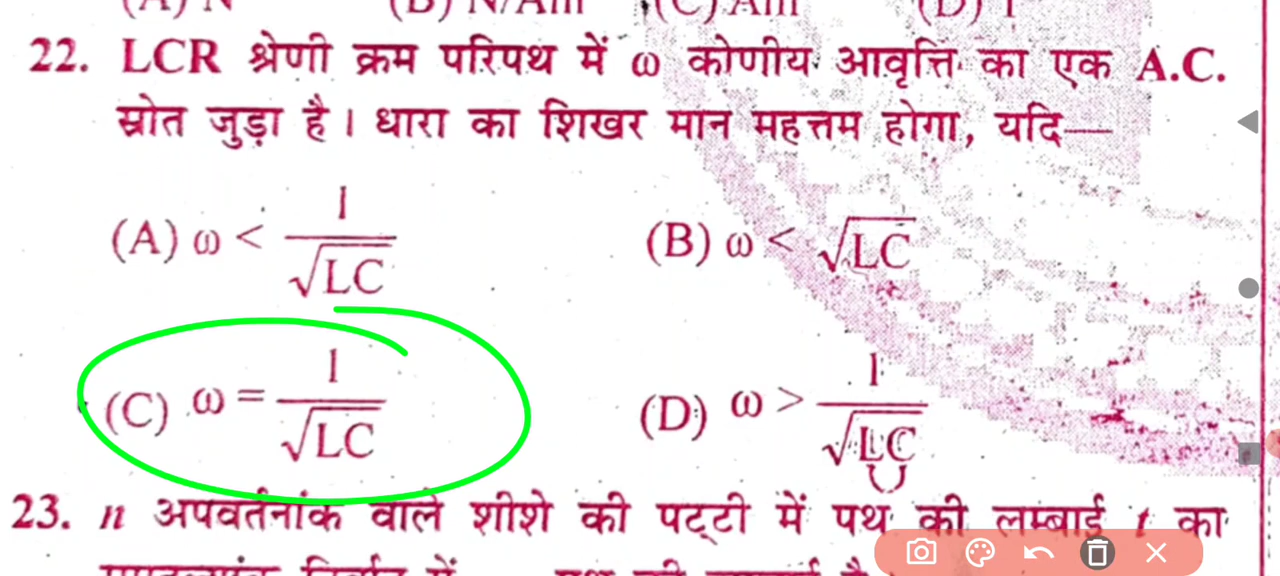 22. LCR श्रेणी क्रम परिपथ में ω कोणीय आवृत्ति का एक A.C.
स्रोत जुड़ा है। धारा का शिखर मान महत्तम होगा, यदि—
(A) ω < 1/√LC (B) ω < √LC
(C) ω = 1/√LC (D) ω > 1/√LC
23. n अपवर्तनांक वाले शीशे की पट्टी में पथ की लम्बाई t का